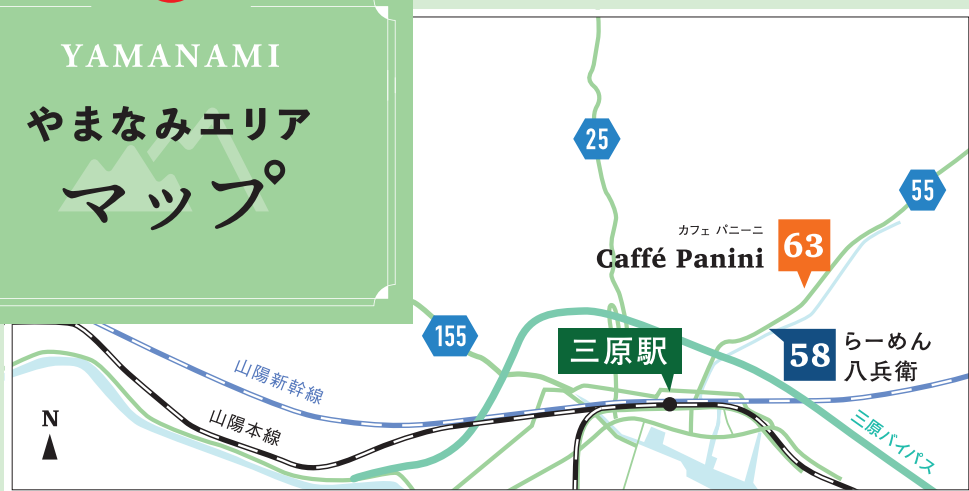 YAMANAMI
やまなみエリア
マップ
25
55
カフェ パニーニ
Caffé Panini
63
155
三原駅
58
らーめん
八兵衛
山陽新幹線
山陽本線
三原バイパス
N